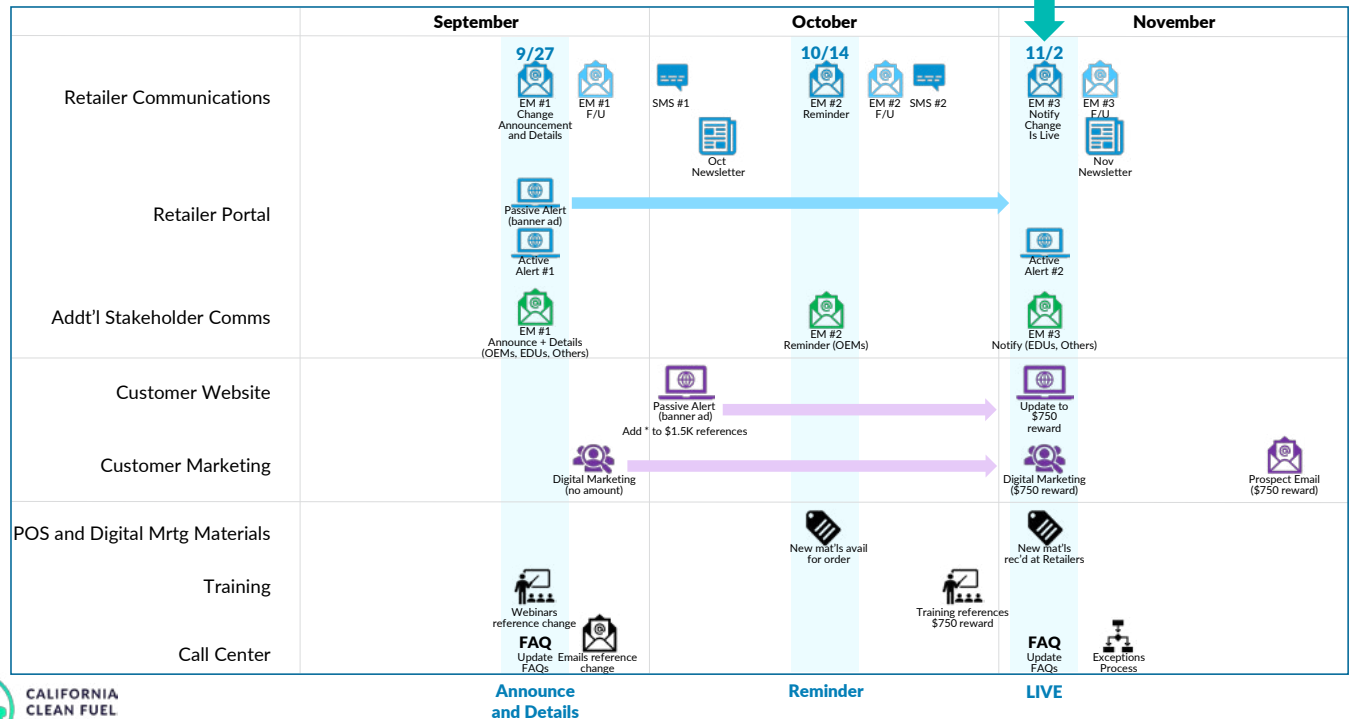 September
October
November
9/27
10/14
11/2
Retailer Communications
EM #1
Change
Announcement
and Details
EM #1
F/U
SMS #1
Oct
Newsletter
EM #2
Reminder
EM #2
F/U
SMS #2
EM #3
Notify
Change
Is Live
EM #3
F/U
Nov
Newsletter
Retailer Portal
Passive Alert
(banner ad)
Active
Alert #1
Active
Alert #2
Addt'l Stakeholder Comms
EM #1
Announce + Details
(OEMs, EDUs, Others)
EM #2
Reminder (OEMs)
EM #3
Notify (EDUs, Others)
Customer Website
Passive Alert
(banner ad)
Add * to $1.5K references
Update to
$750
reward
Customer Marketing
Digital Marketing
(no amount)
Digital Marketing
($750 reward)
Prospect Email
($750 reward)
POS and Digital Mrtg Materials
New mat'ls avail
for order
New mat'ls
rec'd at Retailers
Training
Webinars
reference change
Training references
$750 reward
Call Center
FAQ
Update
FAQs
Emails reference
change
FAQ
Update
FAQs
Exceptions
Process
Announce
and Details
Reminder
LIVE
CALIFORNIA
CLEAN FUEL